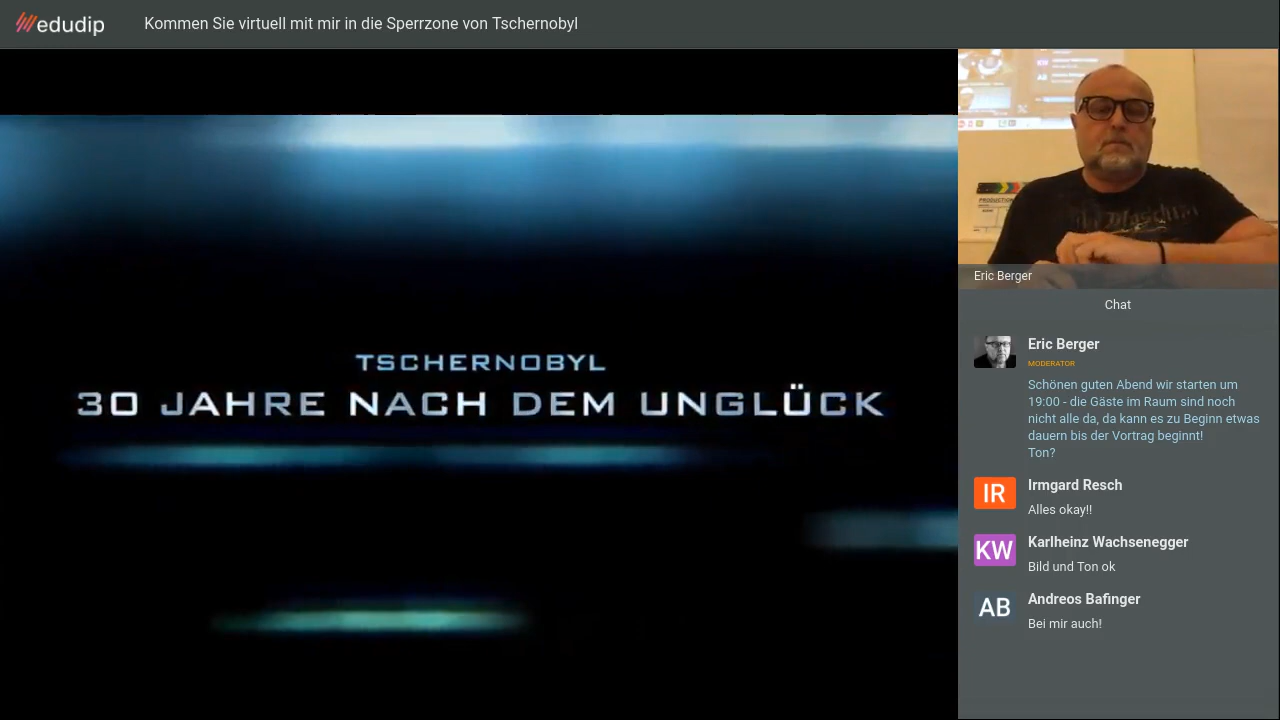 edudip
Kommen Sie virtuell mit mir in die Sperrzone von Tschernobyl
TSCHERNOBYL
30 JAHRE NACH DEM UNGLÜCK
KW
AB
PRODUCTION
Eric Berger
Chat
Eric Berger
MODERATOR
Schönen guten Abend wir starten um
19:00 - die Gäste im Raum sind noch
nicht alle da, da kann es zu Beginn etwas
dauern bis der Vortrag beginnt!
Ton?
IR
Irmgard Resch
Alles okay!!
KW
Karlheinz Wachsenegger
Bild und Ton ok
AB
Andreos Bafinger
Bei mir auch!